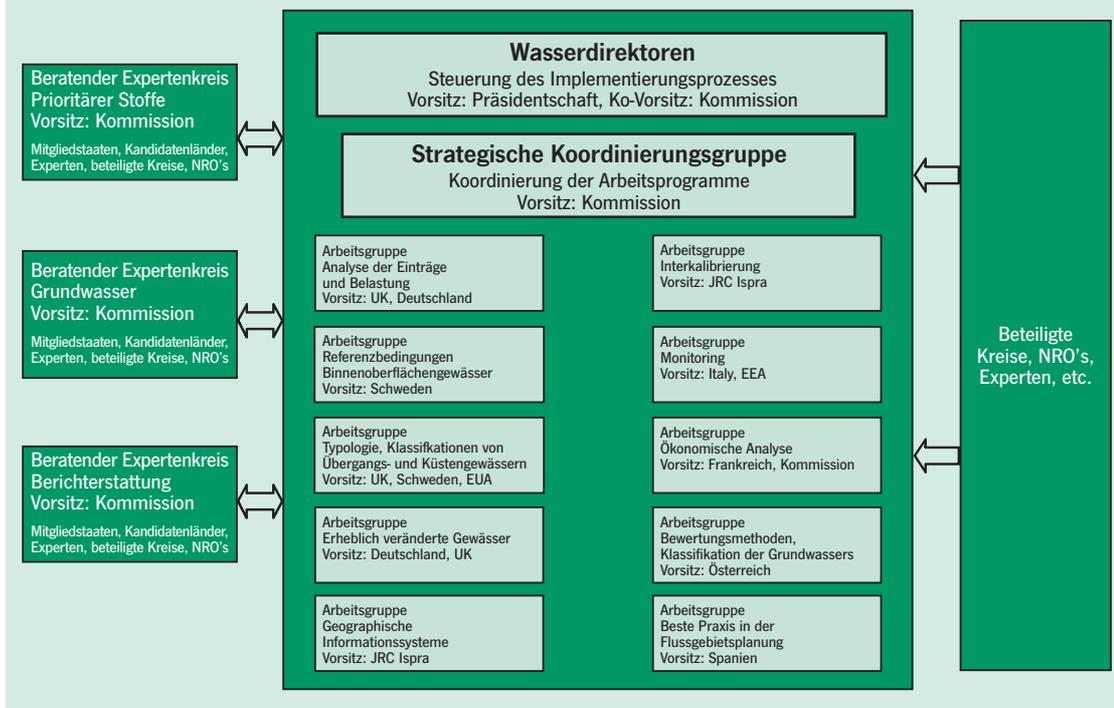 Wasserdirektoren
Steuerung des Implementierungsprozesses
Vorsitz: Präsidentschaft, Ko-Vorsitz: Kommission
Strategische Koordinierungsgruppe
Koordinierung der Arbeitsprogramme
Vorsitz: Kommission
Beratender Expertenkreis
Prioritärer Stoffe
Vorsitz: Kommission
Mitgliedstaaten, Kandidatenländer,
Experten, beteiligte Kreise, NRO's
Beratender Expertenkreis
Grundwasser
Vorsitz: Kommission
Mitgliedstaaten, Kandidatenländer,
Experten, beteiligte Kreise, NRO's
Beratender Expertenkreis
Berichterstattung
Vorsitz: Kommission
Mitgliedstaaten, Kandidatenländer,
Experten, beteiligte Kreise, NRO's
Arbeitsgruppe
Analyse der Einträge
und Belastung
Vorsitz: UK, Deutschland
Arbeitsgruppe
Referenzbedingungen
Binnenoberflächengewässer
Vorsitz: Schweden
Arbeitsgruppe
Typologie, Klassifkationen von
Übergangs- und Küstengewässern
Vorsitz: UK, Schweden, EUA
Arbeitsgruppe
Erheblich veränderte Gewässer
Vorsitz: Deutschland, UK
Arbeitsgruppe
Geographische
Informationssysteme
Vorsitz: JRC Ispra
Arbeitsgruppe
Interkalibrierung
Vorsitz: JRC Ispra
Arbeitsgruppe
Monitoring
Vorsitz: Italy, EEA
Arbeitsgruppe
Ökonomische Analyse
Vorsitz: Frankreich, Kommission
Arbeitsgruppe
Bewertungsmethoden,
Klassifikation der Grundwassers
Vorsitz: Österreich
Arbeitsgruppe
Beste Praxis in der
Flussgebietsplanung
Vorsitz: Spanien
Beteiligte
Kreise, NRO's,
Experten, etc.